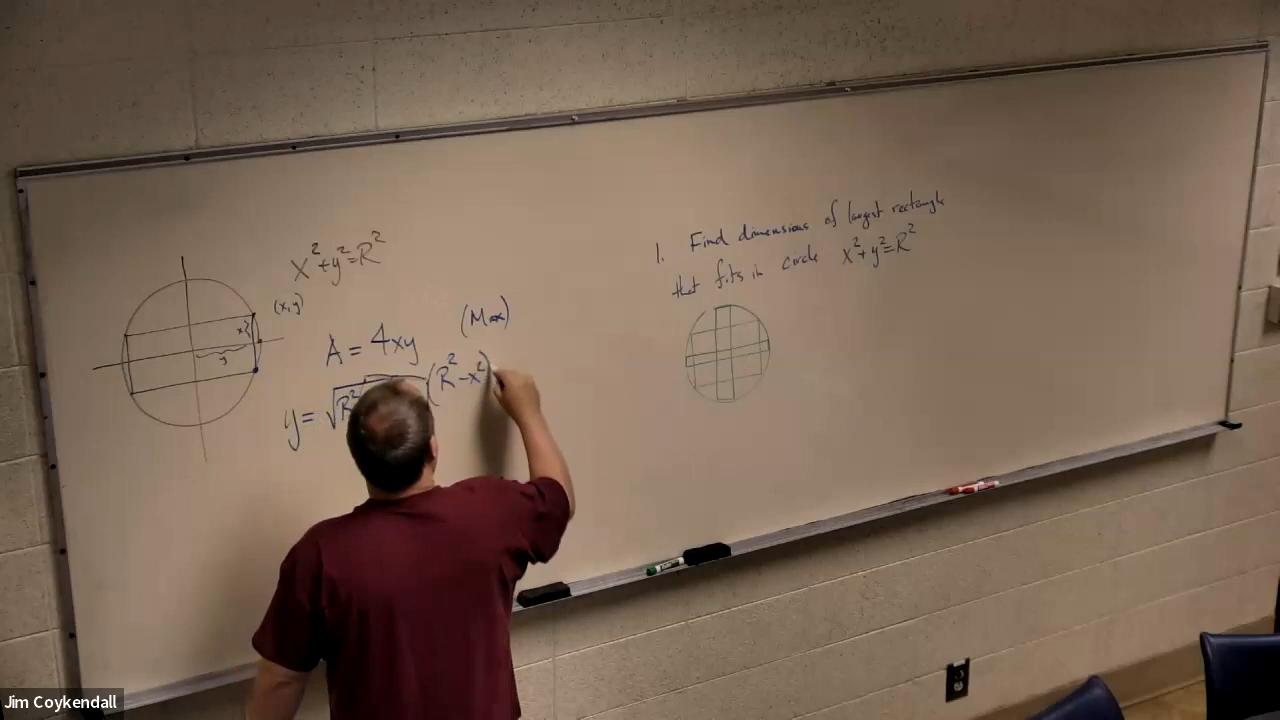 x²+y²=R²
(x,y)
x
y
A = 4xy (Max)
y = √R² (R²-x²)
1. Find dimensions of largest rectangle
that fits in circle x²+y²=R²
Jim Coykendall